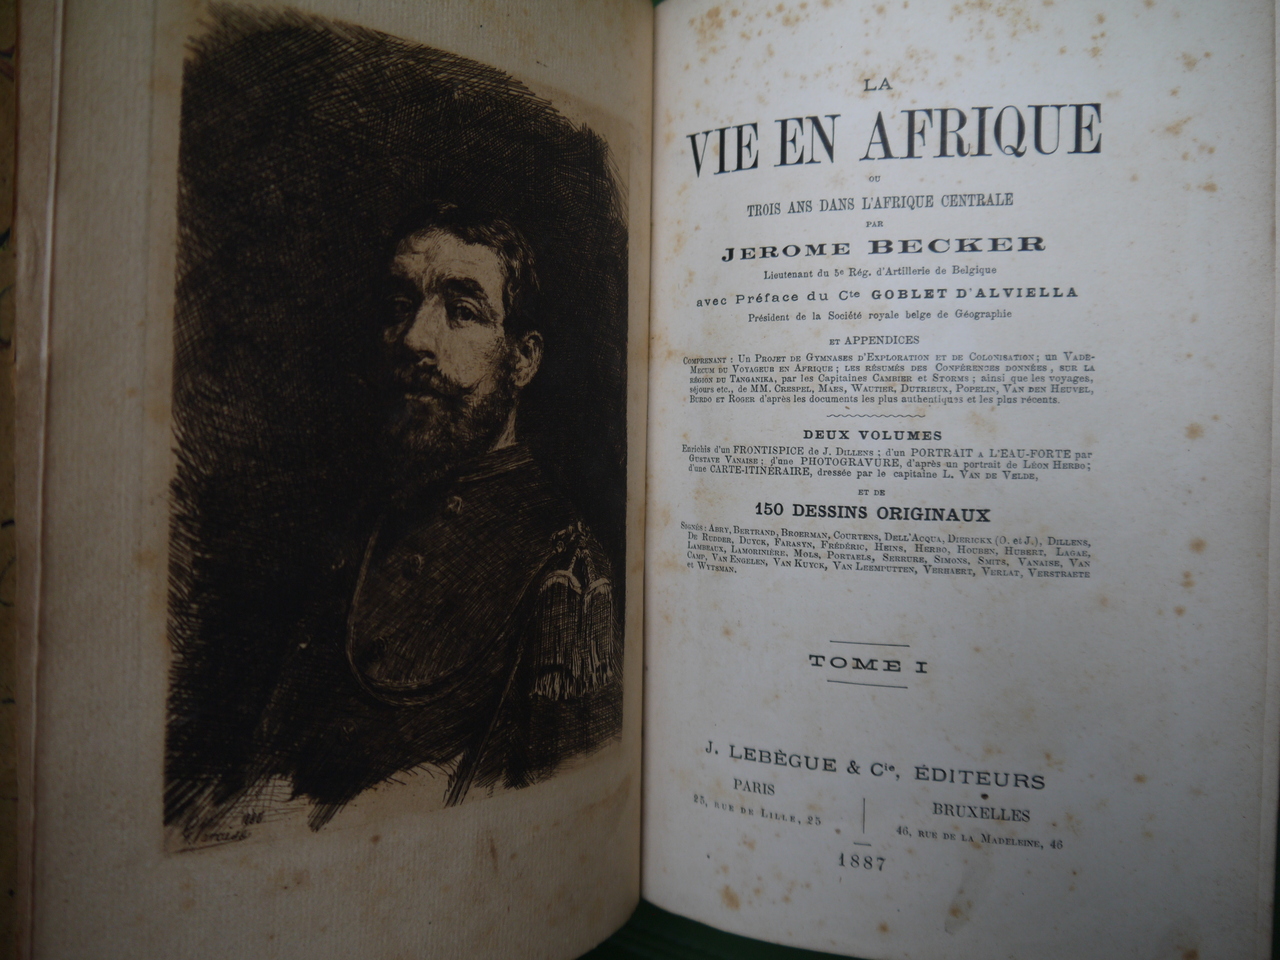 LA
VIE EN AFRIQUE
OU
TROIS ANS DANS L'AFRIQUE CENTRALE
PAR
JEROME BECKER
Lieutenant du 5e Rég. d'Artillerie de Belgique
avec Préface du Cte GOBLET D'ALVIELLA
Président de la Société royale belge de Géographie
ET APPENDICES
COMPRENANT : UN PROJET DE GYMNASES D'EXPLORATION ET DE COLONISATION ; UN VADE-
MECUM DU VOYAGEUR EN AFRIQUE ; LES RÉSUMÉS DES CONFÉRENCES DONNÉES, SUR LA
RÉGION DU TANGANIKA, par les Capitaines CAMBIER et STORMS ; ainsi que les voyages,
séjours etc., de MM. CRESPEL, MAES, WAUTIER, DUTRIEUX, POPELIN, VAN DEN HEUVEL,
BURDO ET ROGER d'après les documents les plus authentiques et les plus récents.
DEUX VOLUMES
Enrichis d'un FRONTISPICE de J. DILLENS ; d'un PORTRAIT A L'EAU-FORTE par
GUSTAVE VANAISE ; d'une PHOTOGRAVURE, d'après un portrait de LÉON HERBO ;
d'une CARTE-ITINÉRAIRE, dressée par le capitaine L. VAN DE VELDE,
ET DE
150 DESSINS ORIGINAUX
SIGNÉS : ABRY, BERTRAND, BROERMAN, COURTENS, DELL'ACQUA, DIERICKX (O. et J.), DILLENS,
DE RUDDER, DUYCK, FARASYN, FRÉDÉRIC, HEINS, HERBO, HOUBEN, HUBERT, LAGAE,
LAMBEAUX, LAMORINIÈRE, MOLS, PORTAELS, SERRURE, SIMONS, SMITS, VANAISE, VAN
CAMP, VAN ENGELEN, VAN KUYCK, VAN LEEMPUTTEN, VERHAERT, VERLAT, VERSTRAETE
et WYTSMAN.
TOME I
J. LEBÈGUE & Cie, ÉDITEURS
PARIS
25, RUE DE LILLE, 25
BRUXELLES
46, RUE DE LA MADELEINE, 46
1887